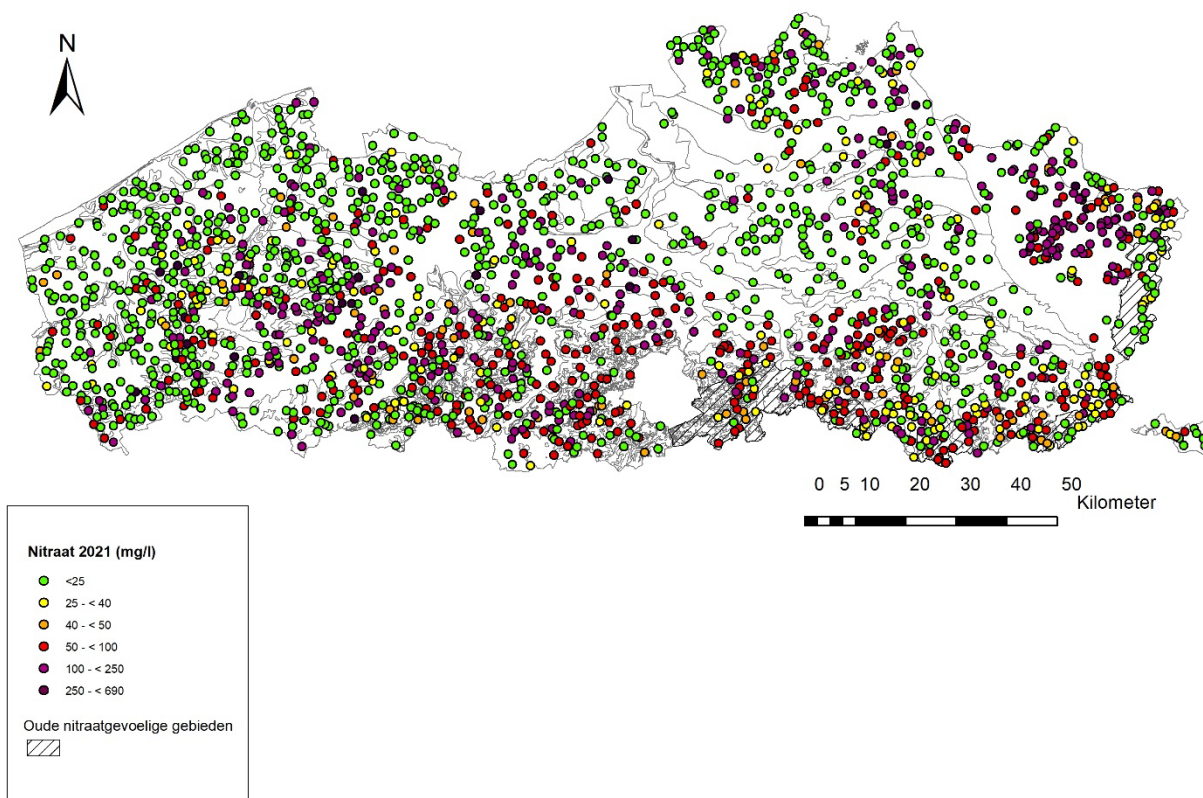 N
0 5 10 20 30 40 50
Kilometer
Nitraat 2021 (mg/l)
<25
25 - < 40
40 - < 50
50 - < 100
100 - < 250
250 - < 690
Oude nitraatgevoelige gebieden